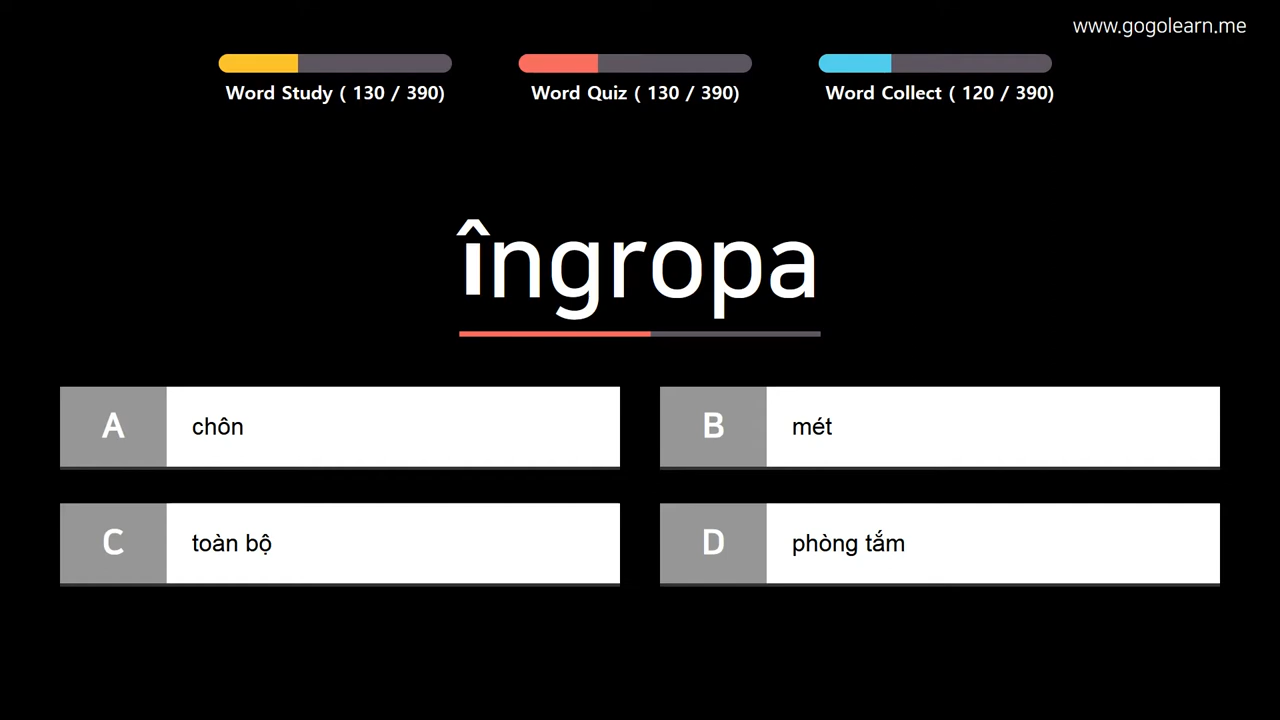 www.gogolearn.me
Word Study ( 130 / 390)
Word Quiz ( 130 / 390)
Word Collect ( 120 / 390)
îngropa
A chôn
B mét
C toàn bộ
D phòng tắm